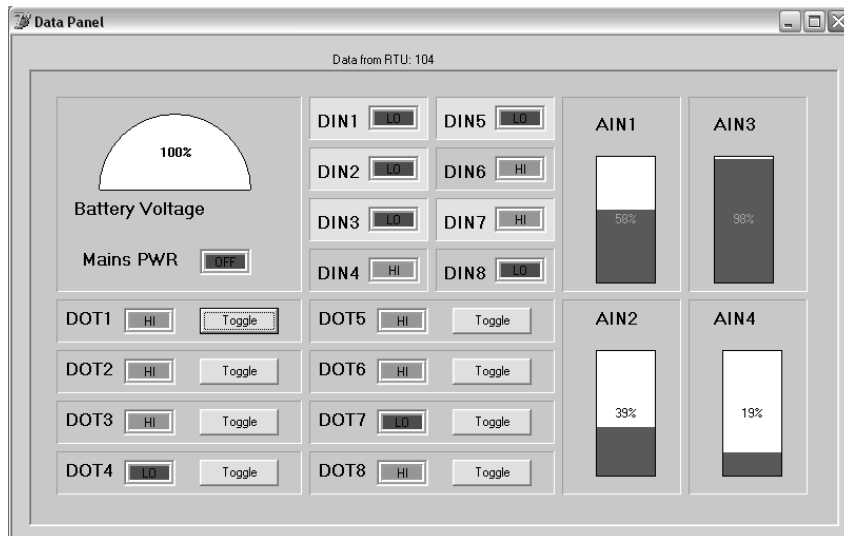 Data Panel
Data from RTU: 104
100%
Battery Voltage
Mains PWR OFF
DIN1 LO DIN5 LO
DIN2 LO DIN6 HI
DIN3 LO DIN7 HI
DIN4 HI DIN8 LO
AIN1 AIN3
58% 98%
DOT1 HI Toggle DOT5 HI Toggle
DOT2 HI Toggle DOT6 HI Toggle
DOT3 HI Toggle DOT7 LO Toggle
DOT4 LO Toggle DOT8 HI Toggle
AIN2 AIN4
39% 19%